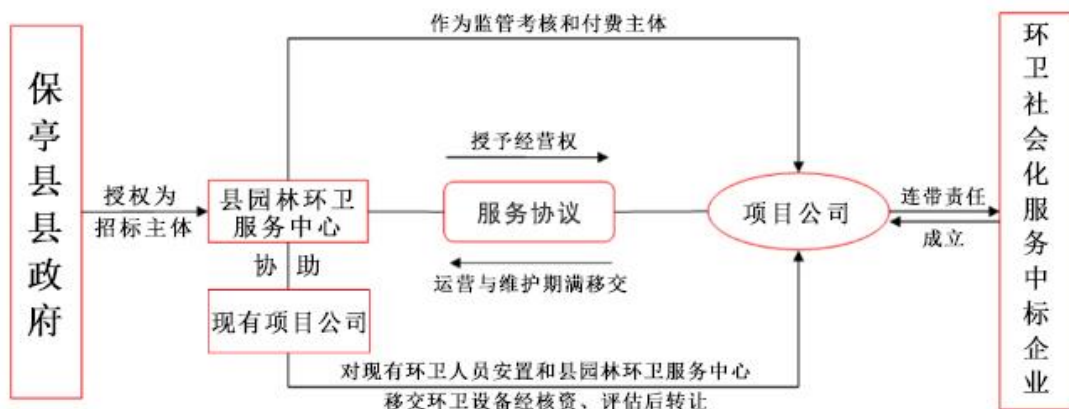 保亭县县政府
授权为
招标主体
作为监管考核和付费主体
县园林环卫
服务中心
协助
现有项目公司
授予经营权
服务协议
运营与维护期满移交
项目公司
对现有环卫人员安置和县园林环卫服务中心
移交环卫设备经核资、评估后转让
连带责任
成立
环卫社会化服务中标企业